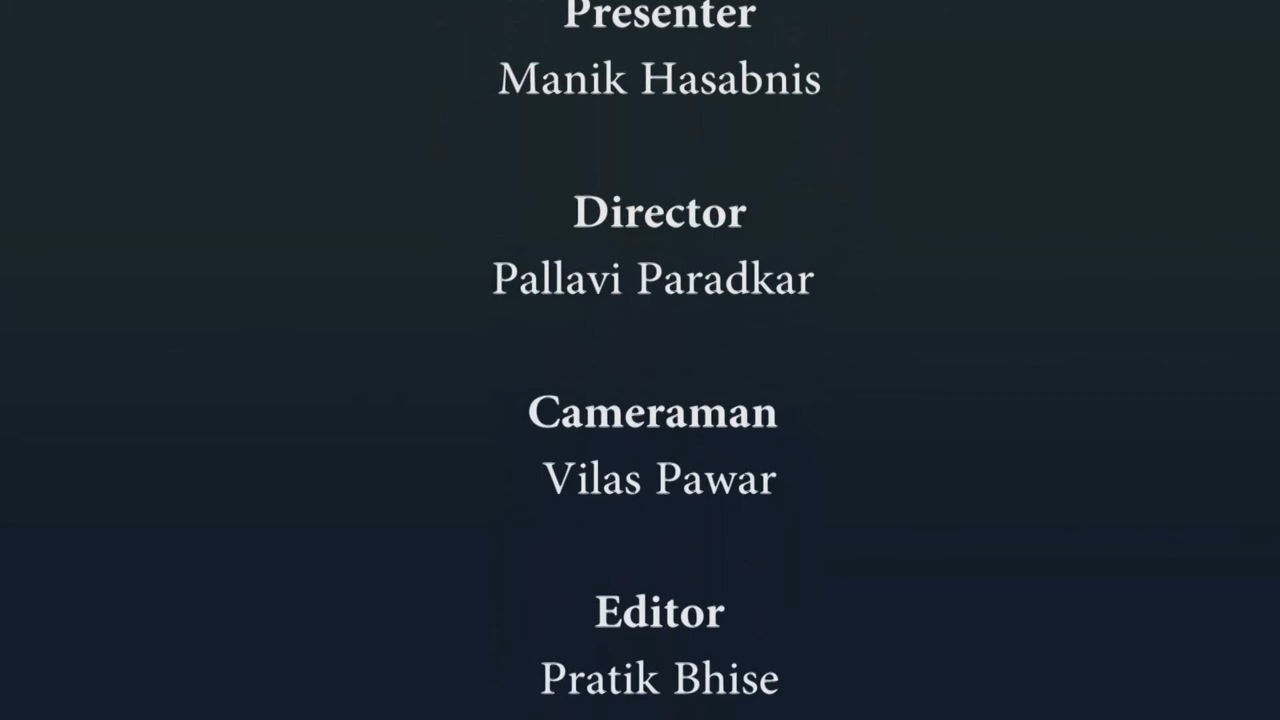 Presenter
Manik Hasabnis
Director
Pallavi Paradkar
Cameraman
Vilas Pawar
Editor
Pratik Bhise